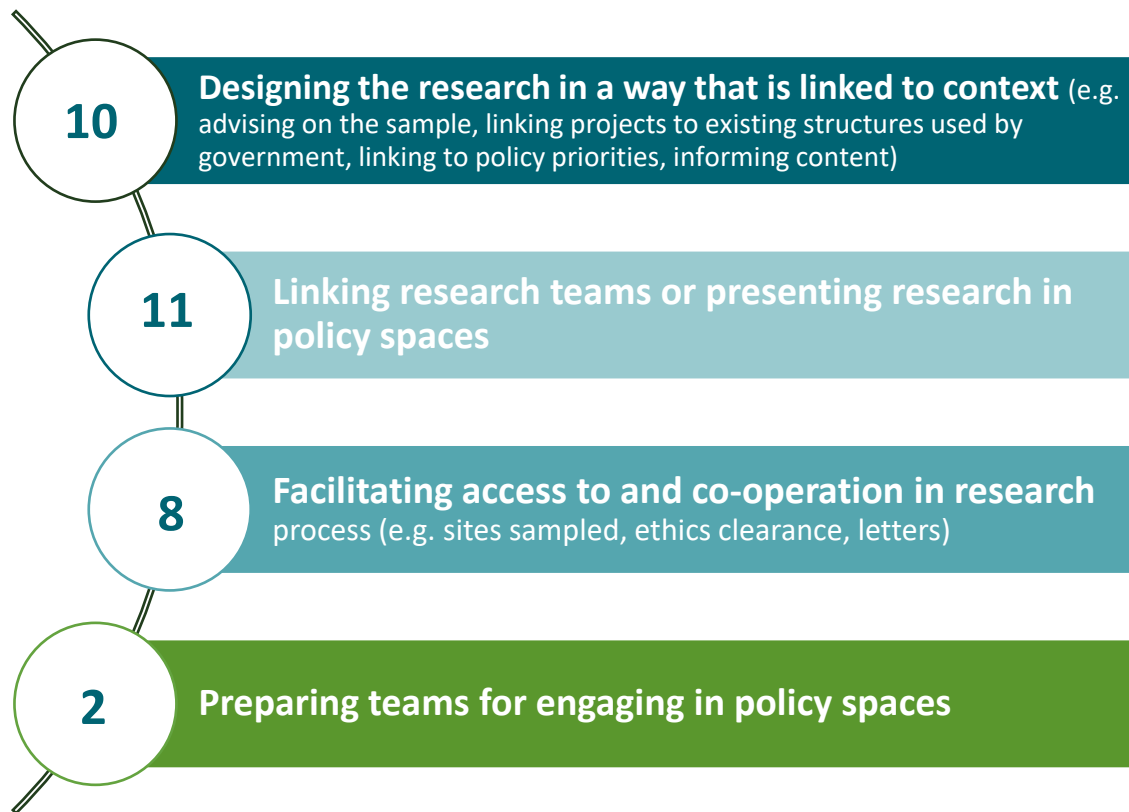 10
Designing the research in a way that is linked to context (e.g.
advising on the sample, linking projects to existing structures used by
government, linking to policy priorities, informing content)
11
Linking research teams or presenting research in
policy spaces
8
Facilitating access to and co-operation in research
process (e.g. sites sampled, ethics clearance, letters)
2
Preparing teams for engaging in policy spaces